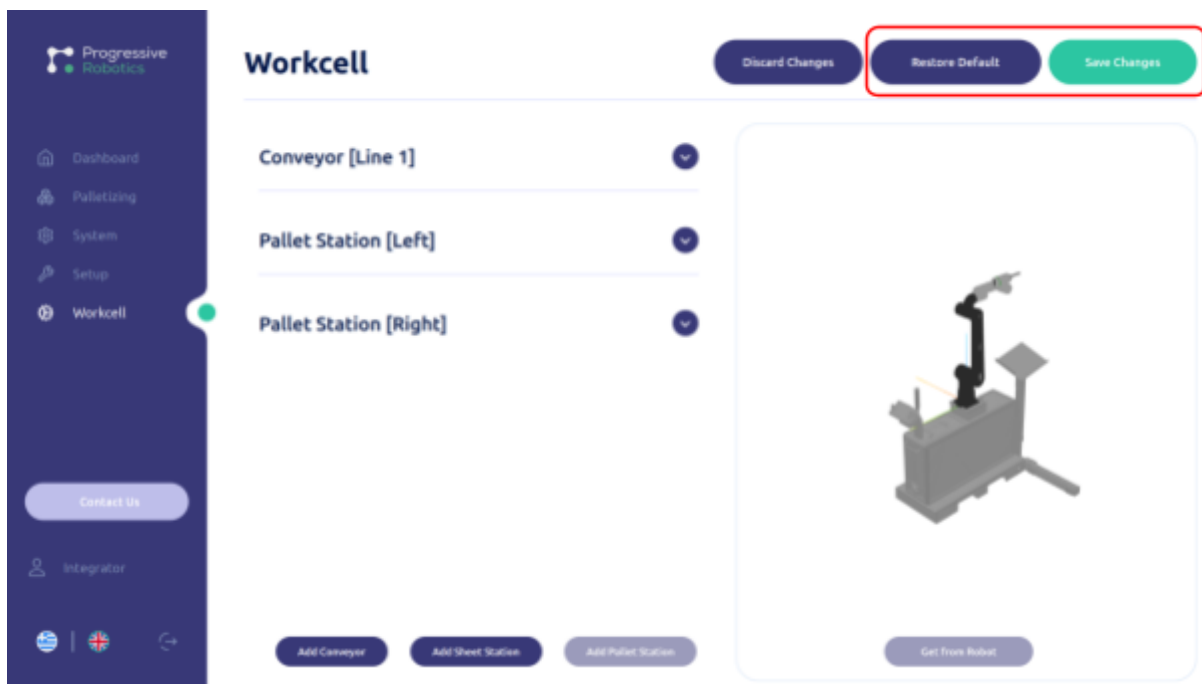 Progressive
Robotics
Workcell
Discard Changes
Restore Default
Save Changes
Dashboard
Palletizing
System
Setup
Workcell
Contact Us
Integrator
Conveyor [Line 1]
Pallet Station [Left]
Pallet Station [Right]
Add Conveyor
Add Sheet Station
Add Pallet Station
Get from Robot